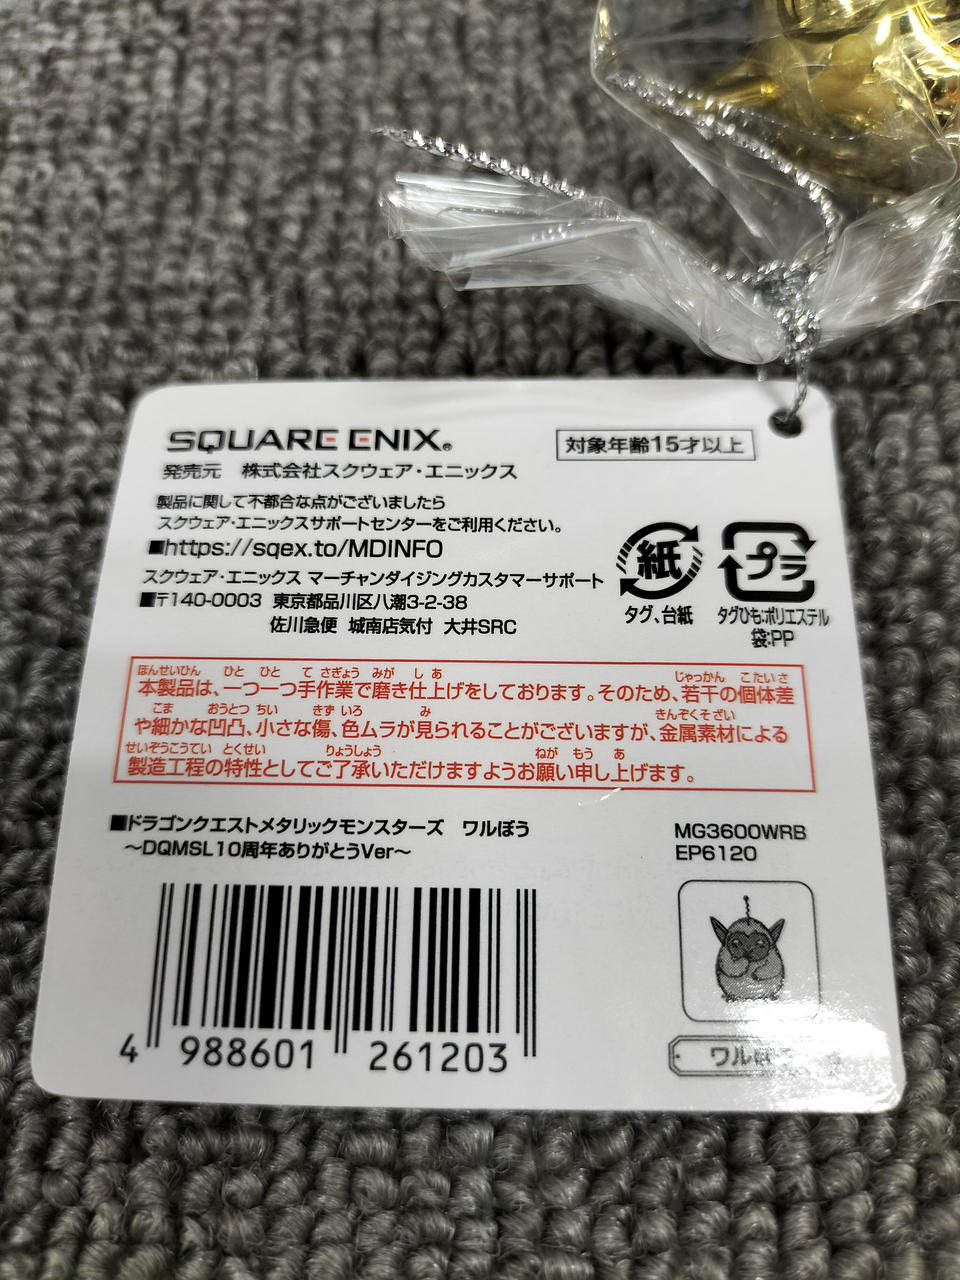 SQUARE ENIX®
対象年齢15才以上
発売元 株式会社スクウェア・エニックス
製品に関して不都合な点がございましたら
スクウェア・エニックスサポートセンターをご利用ください。
■https://sqex.to/MDINFO
スクウェア・エニックス マーチャンダイジングカスタマーサポート
■〒140-0003 東京都品川区八潮3-2-38
佐川急便 城南店気付 大井SRC
紙
タグ、台紙
プラ
タグひも:ポリエステル
袋:PP
ほんせいひん ひと ひと て さぎょう みが し あ じゃっかん こたいさ
本製品は、一つ一つ手作業で磨き仕上げをしております。そのため、若干の個体差
こま おうとつ ちい きず いろ み きんぞくそざい
や細かな凹凸、小さな傷、色ムラが見られることがございますが、金属素材による
せいぞうこうてい とくせい りょうしょう ねが もう あ
製造工程の特性としてご了承いただけますようお願い申し上げます。
■ドラゴンクエストメタリックモンスターズ ワルぼう
～DQMSL10周年ありがとうVer～
MG3600WRB
EP6120
4 988601 261203
ワルぼう